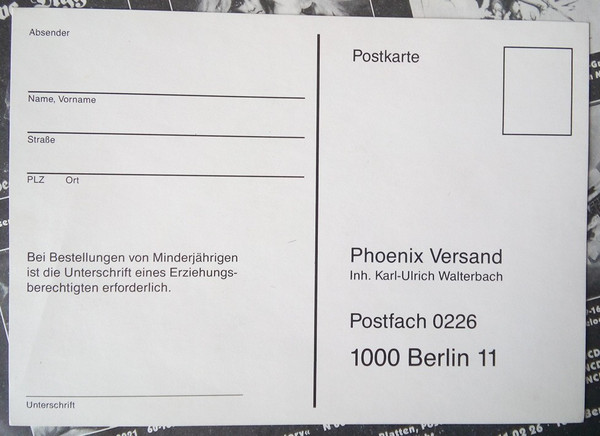 Absender
Name, Vorname
Straße
PLZ Ort
Bei Bestellungen von Minderjährigen
ist die Unterschrift eines Erziehungs-
berechtigten erforderlich.
Unterschrift
Postkarte
Phoenix Versand
Inh. Karl-Ulrich Walterbach
Postfach 0226
1000 Berlin 11